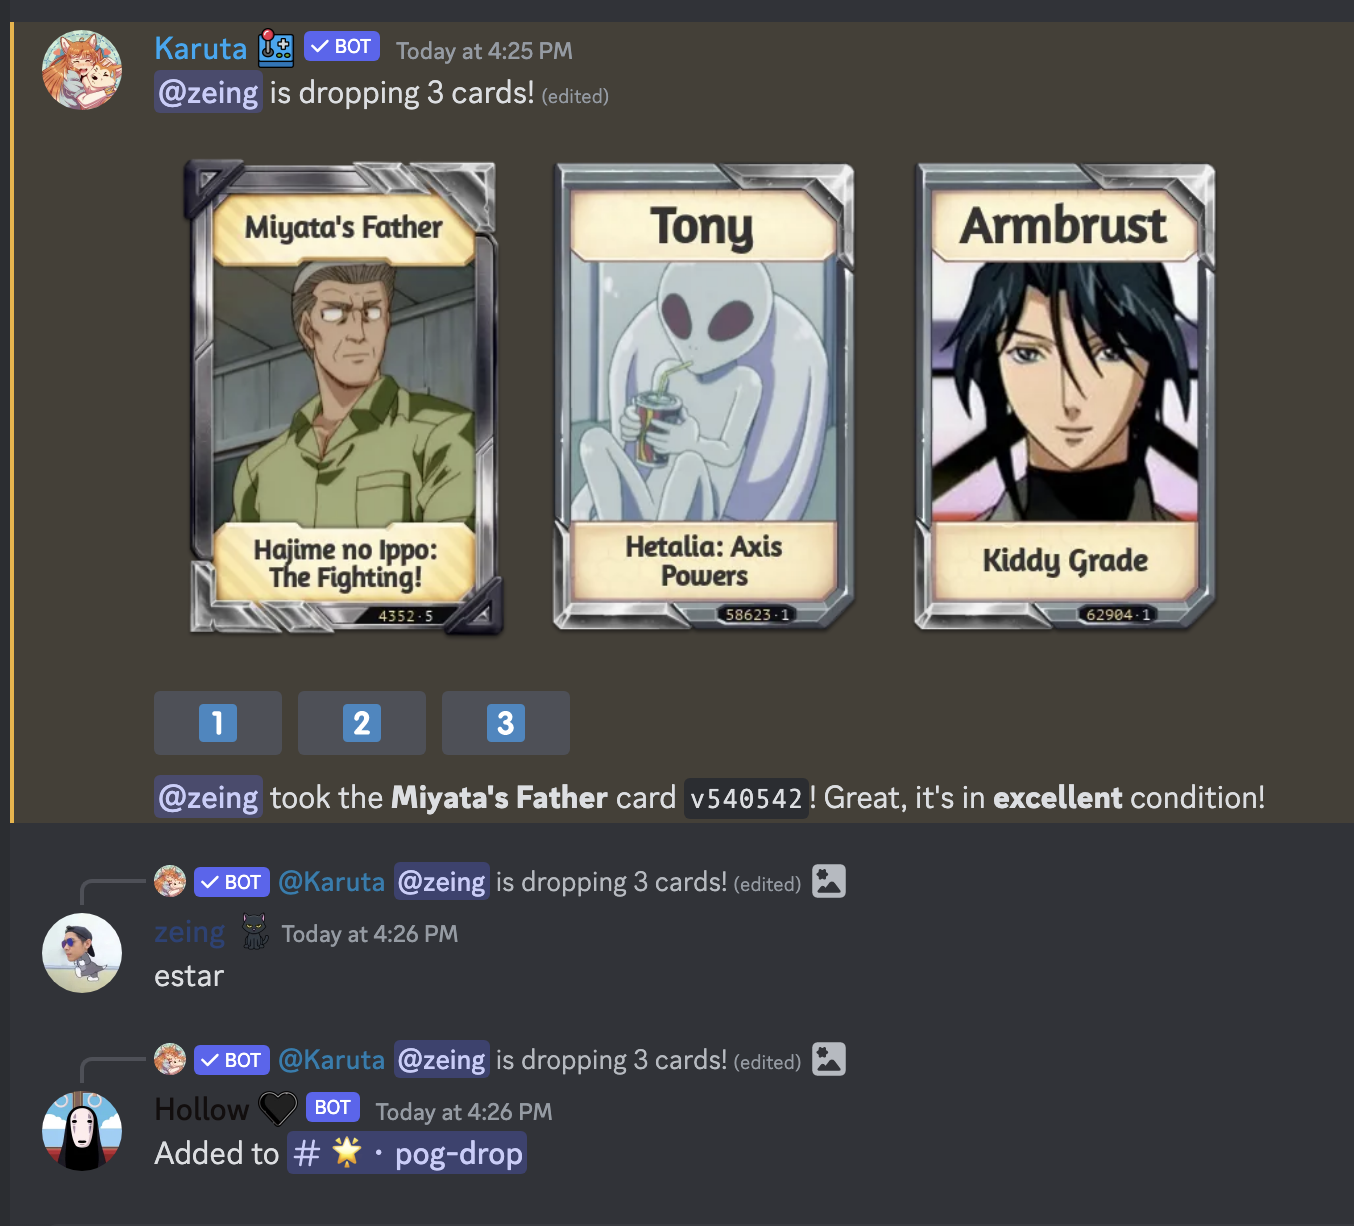 Karuta BOT Today at 4:25 PM
@zeing is dropping 3 cards! (edited)
Miyata's Father
Hajime no Ippo:
The Fighting!
4352·5
Tony
Hetalia: Axis
Powers
58623·1
Armbrust
Kiddy Grade
62904·1
1 2 3
@zeing took the Miyata's Father card v540542! Great, it's in excellent condition!
BOT @Karuta @zeing is dropping 3 cards! (edited)
zeing Today at 4:26 PM
estar
BOT @Karuta @zeing is dropping 3 cards! (edited)
Hollow BOT Today at 4:26 PM
Added to # 🌟 · pog-drop